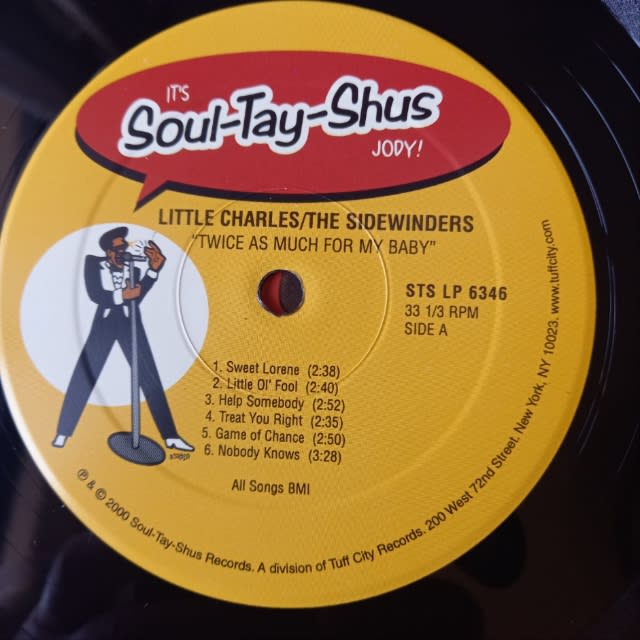 IT'S
Soul-Tay-Shus
JODY!
LITTLE CHARLES/THE SIDEWINDERS
"TWICE AS MUCH FOR MY BABY"
STS LP 6346
33 1/3 RPM
SIDE A
1. Sweet Lorene (2:38)
2. Little Ol' Fool (2:40)
3. Help Somebody (2:52)
4. Treat You Right (2:35)
5. Game of Chance (2:50)
6. Nobody Knows (3:28)
All Songs BMI
℗ & © 2000 Soul-Tay-Shus Records. A division of Tuff City Records. 200 West 72nd Street. New York, NY 10023. www.tuffcity.com